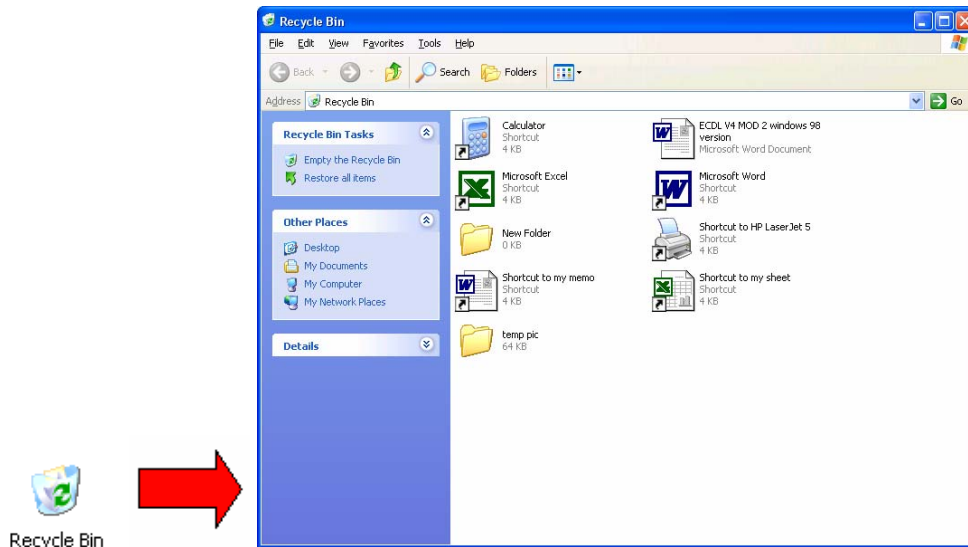 Recycle Bin
File Edit View Favorites Tools Help
Back Search Folders
Address Recycle Bin Go
Recycle Bin Tasks
Empty the Recycle Bin
Restore all items
Other Places
Desktop
My Documents
My Computer
My Network Places
Details
Calculator
Shortcut
4 KB
ECDL V4 MOD 2 windows 98
version
Microsoft Word Document
Microsoft Excel
Shortcut
4 KB
Microsoft Word
Shortcut
4 KB
New Folder
0 KB
Shortcut to HP LaserJet 5
Shortcut
4 KB
Shortcut to my memo
Shortcut
4 KB
Shortcut to my sheet
Shortcut
4 KB
temp pic
64 KB
Recycle Bin